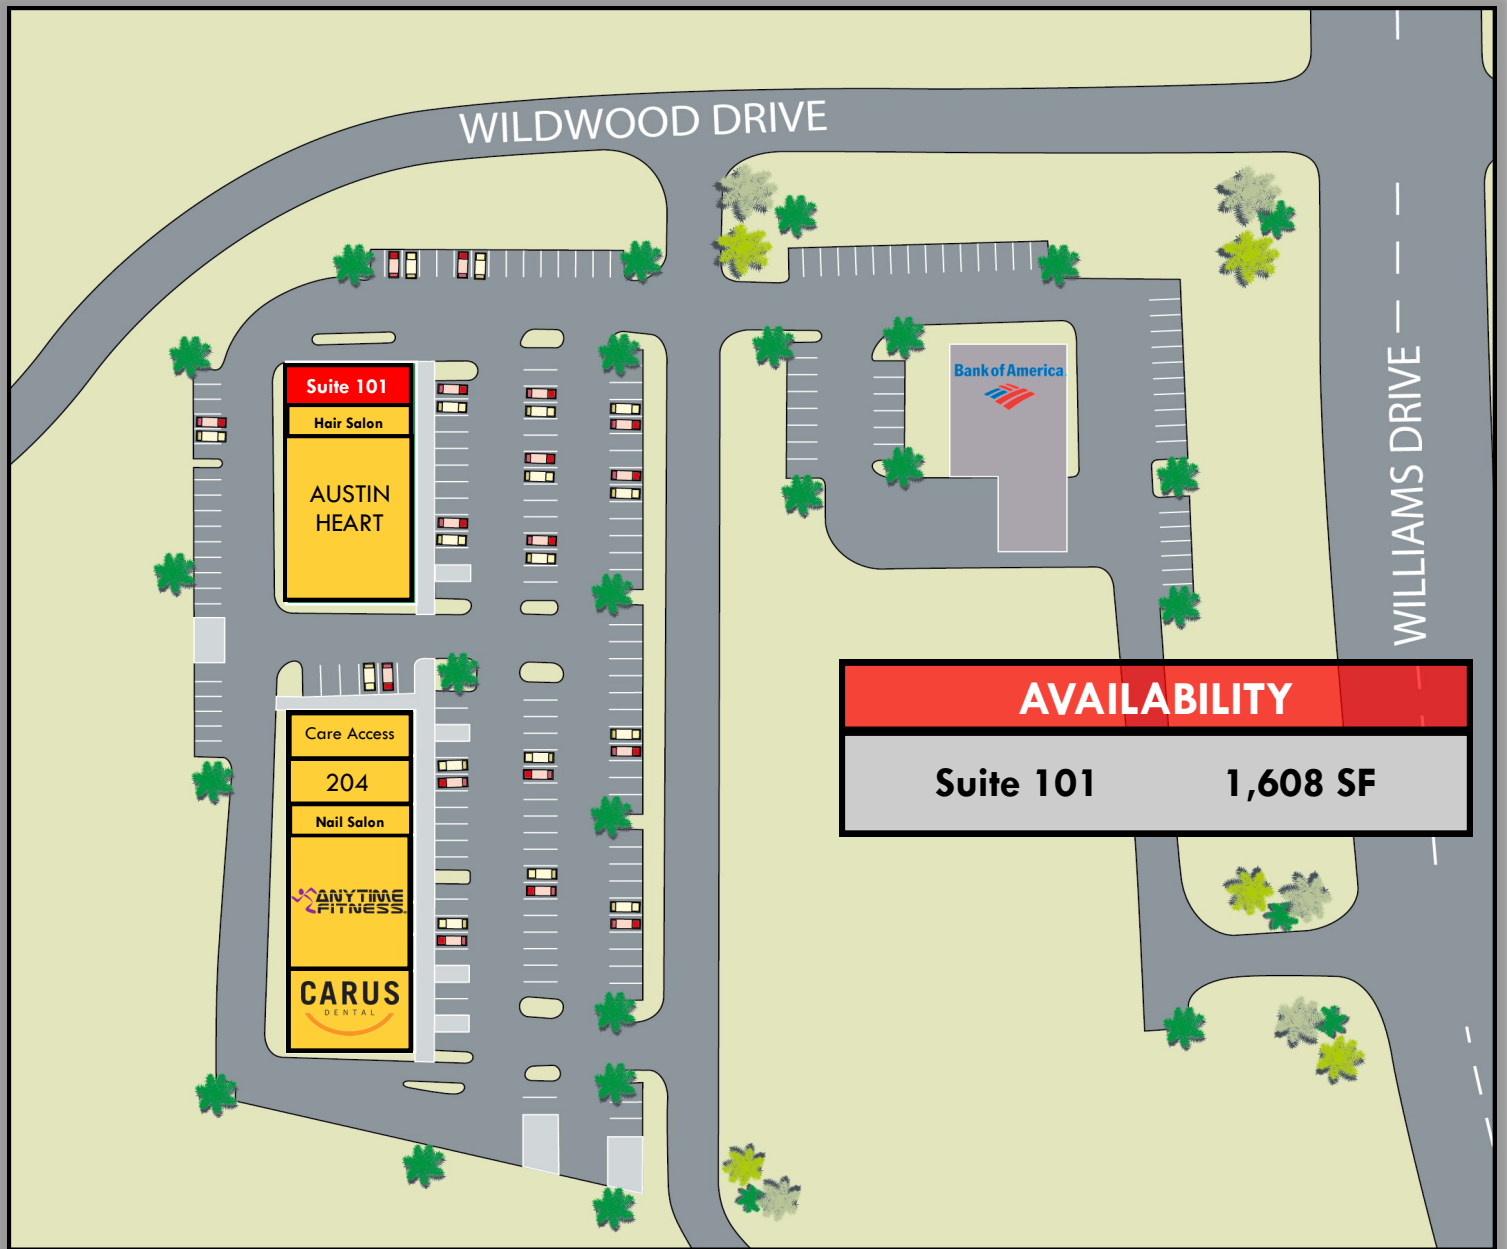 WILDWOOD DRIVE
WILLIAMS DRIVE
Suite 101
Hair Salon
AUSTIN
HEART
Bank of America
Care Access
204
Nail Salon
ANYTIME
FITNESS
CARUS
DENTAL
AVAILABILITY
Suite 101 1,608 SF